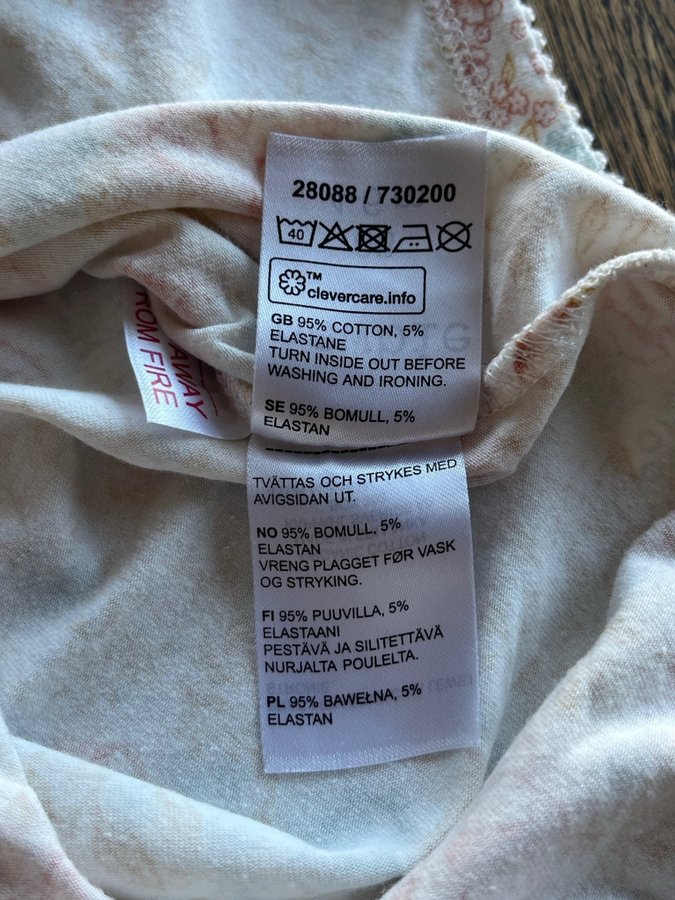 28088 / 730200
40
™
clevercare.info
GB 95% COTTON, 5%
ELASTANE
TURN INSIDE OUT BEFORE
WASHING AND IRONING.
SE 95% BOMULL, 5%
ELASTAN
TVÄTTAS OCH STRYKES MED
AVIGSIDAN UT.
NO 95% BOMULL, 5%
ELASTAN
VRENG PLAGGET FØR VASK
OG STRYKING.
FI 95% PUUVILLA, 5%
ELASTAANI
PESTÄVÄ JA SILITETTÄVÄ
NURJALTA POULELTA.
PL 95% BAWEŁNA, 5%
ELASTAN
AWAY
ROM FIRE